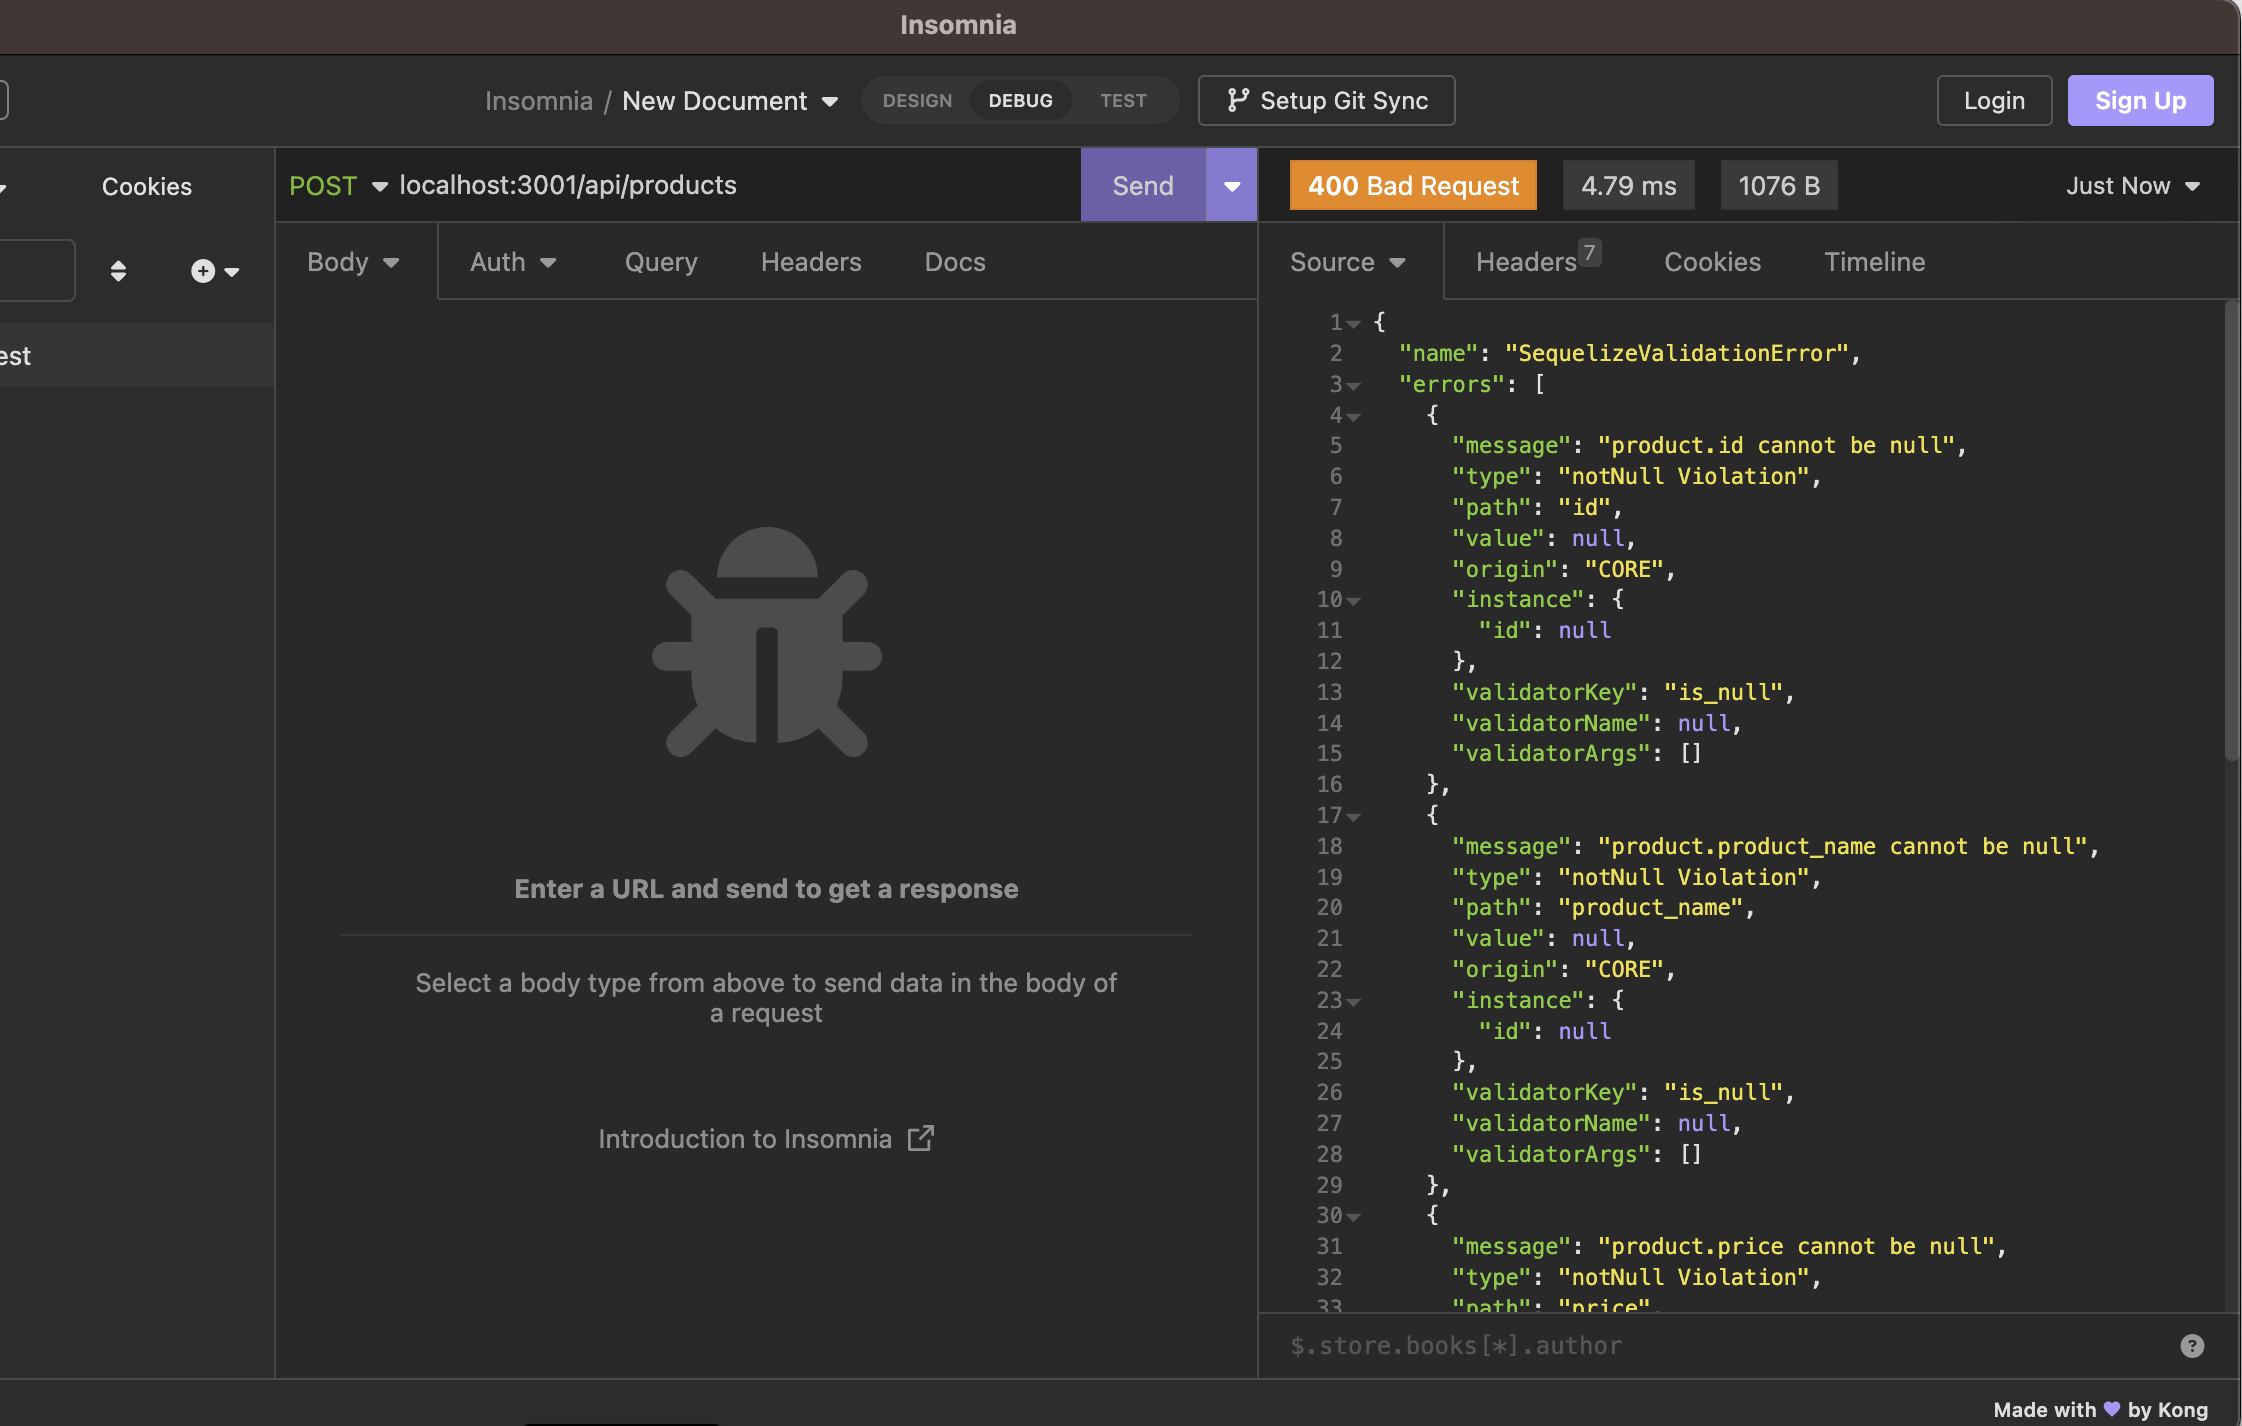 Insomnia
Insomnia / New Document
DESIGN DEBUG TEST
Setup Git Sync
Login
Sign Up
Cookies
POST localhost:3001/api/products
Send
400 Bad Request
4.79 ms
1076 B
Just Now
Body
Auth
Query
Headers
Docs
Source
Headers 7
Cookies
Timeline
est
Enter a URL and send to get a response
Select a body type from above to send data in the body of
a request
Introduction to Insomnia
1 {
2 "name": "SequelizeValidationError",
3 "errors": [
4 {
5 "message": "product.id cannot be null",
6 "type": "notNull Violation",
7 "path": "id",
8 "value": null,
9 "origin": "CORE",
10 "instance": {
11 "id": null
12 },
13 "validatorKey": "is_null",
14 "validatorName": null,
15 "validatorArgs": []
16 },
17 {
18 "message": "product.product_name cannot be null",
19 "type": "notNull Violation",
20 "path": "product_name",
21 "value": null,
22 "origin": "CORE",
23 "instance": {
24 "id": null
25 },
26 "validatorKey": "is_null",
27 "validatorName": null,
28 "validatorArgs": []
29 },
30 {
31 "message": "product.price cannot be null",
32 "type": "notNull Violation",
33 "path": "price",
$.store.books[*].author
Made with 💜 by Kong